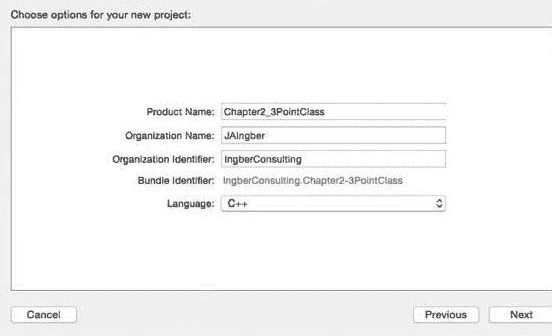 Choose options for your new project:
Product Name: Chapter2_3PointClass
Organization Name: JAIngber
Organization Identifier: IngberConsulting
Bundle Identifier: IngberConsulting.Chapter2-3PointClass
Language: C++
Cancel Previous Next